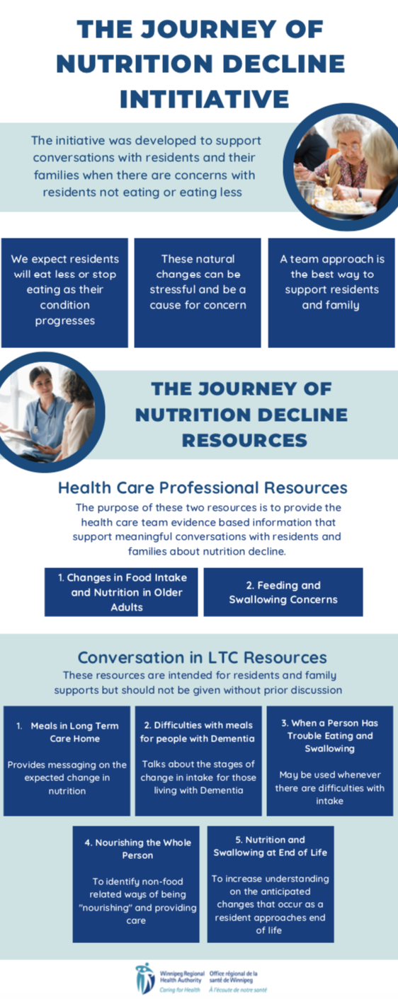 THE JOURNEY OF
NUTRITION DECLINE
INTITIATIVE
The initiative was developed to support
conversations with residents and their
families when there are concerns with
residents not eating or eating less
We expect residents
will eat less or stop
eating as their
condition
progresses
These natural
changes can be
stressful and be a
cause for concern
A team approach is
the best way to
support residents
and family
THE JOURNEY OF
NUTRITION DECLINE
RESOURCES
Health Care Professional Resources
The purpose of these two resources is to provide the
health care team evidence based information that
support meaningful conversations with residents and
families about nutrition decline.
1. Changes in Food Intake
and Nutrition in Older
Adults
2. Feeding and
Swallowing Concerns
Conversation in LTC Resources
These resources are intended for residents and family
supports but should not be given without prior discussion
1. Meals in Long Term
Care Home
Provides messaging on the
expected change in
nutrition
2. Difficulties with meals
for people with Dementia
Talks about the stages of
change in intake for those
living with Dementia
3. When a Person Has
Trouble Eating and
Swallowing
May be used whenever
there are difficulties with
intake
4. Nourishing the Whole
Person
To identify non-food
related ways of being
"nourishing" and providing
care
5. Nutrition and
Swallowing at End of Life
To increase understanding
on the anticipated
changes that occur as a
resident approaches end
of life
Winnipeg Regional
Health Authority
Caring for Health
Office régional de la
santé de Winnipeg
À l'écoute de notre santé